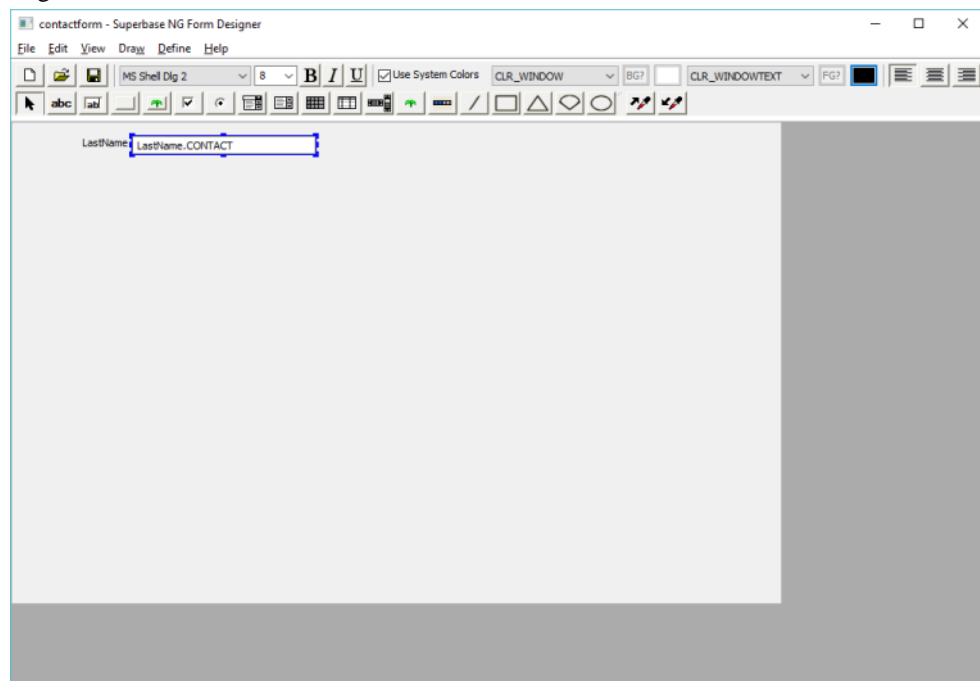 contactform - Superbase NG Form Designer
File Edit View Draw Define Help
MS Shell Dlg 2 8 B I U Use System Colors CLR_WINDOW BG? CLR_WINDOWTEXT FG?
abc ab
LastName LastName.CONTACT